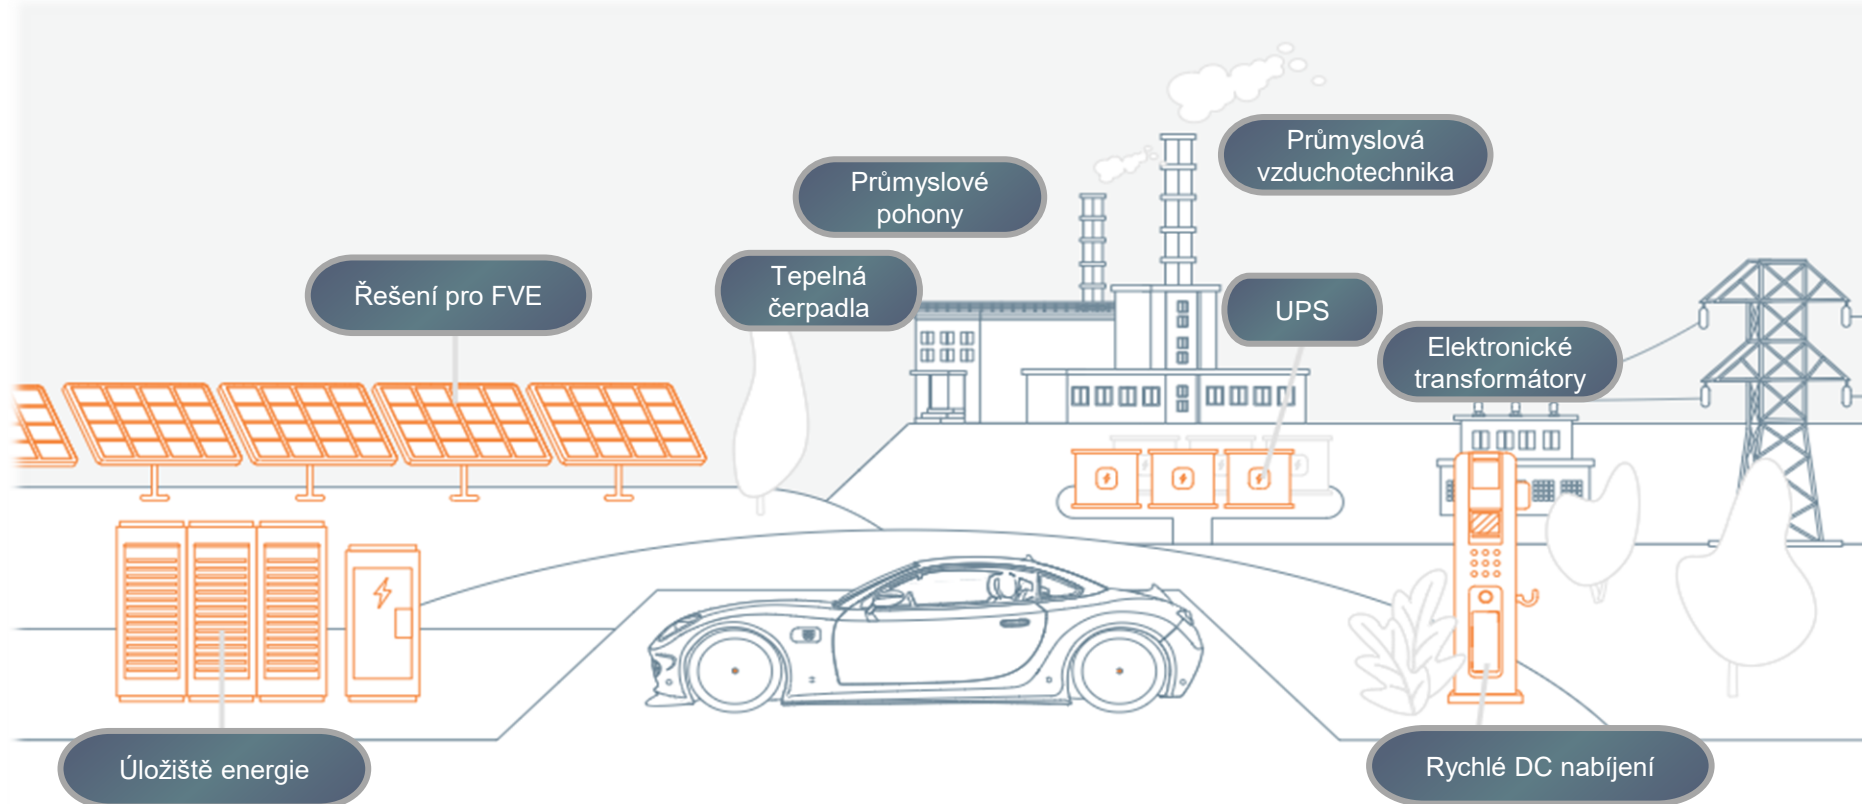 Průmyslová
vzduchotechnika
Průmyslové
pohony
Tepelná
čerpadla
Řešení pro FVE
UPS
Elektronické
transformátory
Úložiště energie
Rychlé DC nabíjení